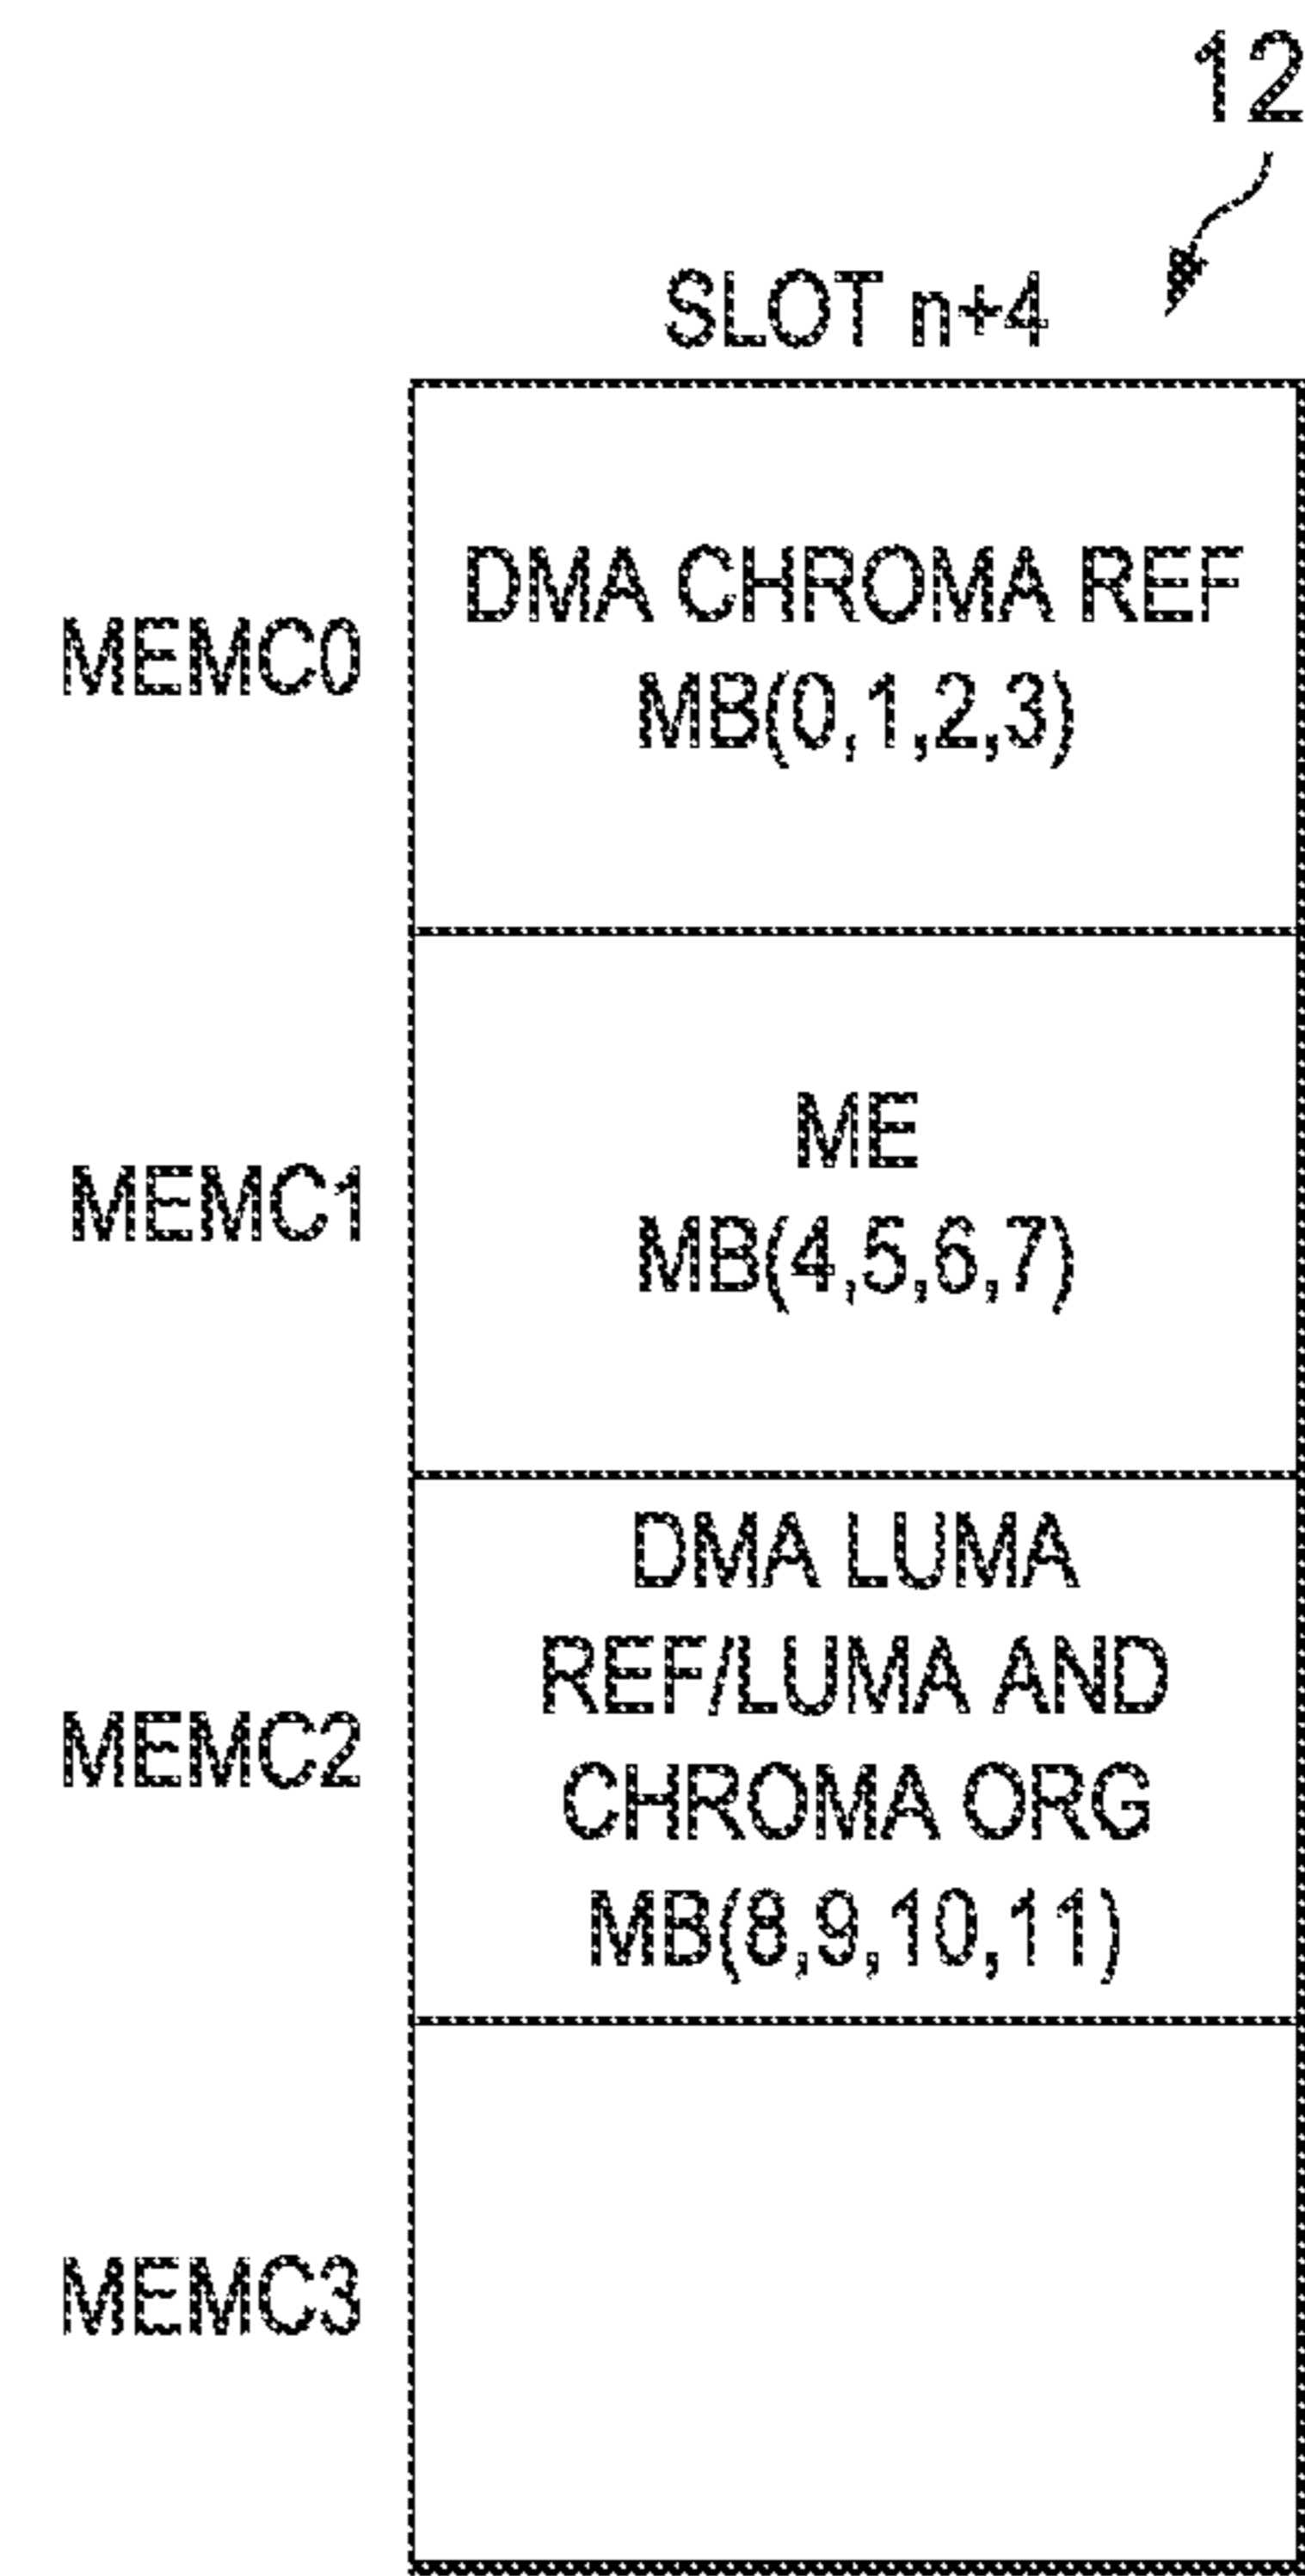 12
SLOT n+4
MEMC0
DMA CHROMA REF
MB(0,1,2,3)
MEMC1
ME
MB(4,5,6,7)
MEMC2
DMA LUMA
REF/LUMA AND
CHROMA ORG
MB(8,9,10,11)
MEMC3